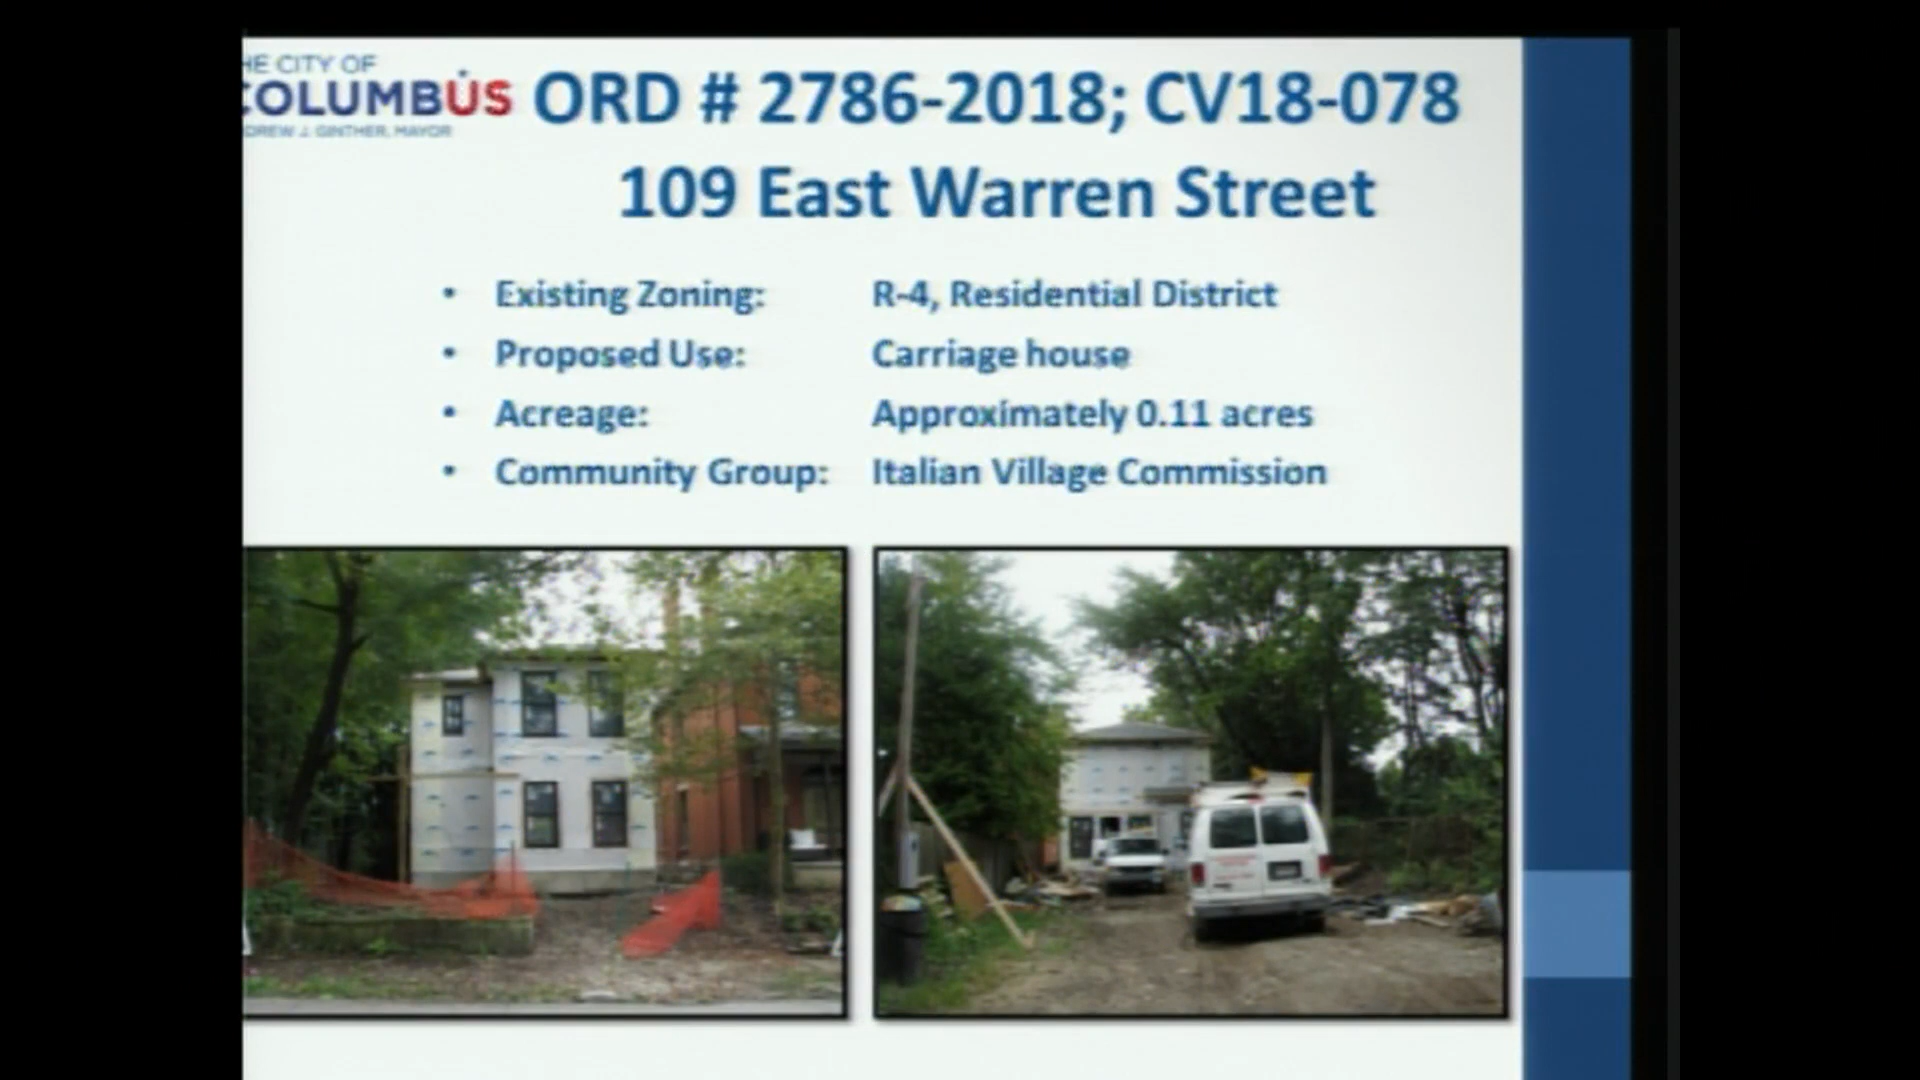 HE CITY OF
COLUMBUS
DREW J. GINTHER, MAYOR
ORD # 2786-2018; CV18-078
109 East Warren Street
• Existing Zoning: R-4, Residential District
• Proposed Use: Carriage house
• Acreage: Approximately 0.11 acres
• Community Group: Italian Village Commission